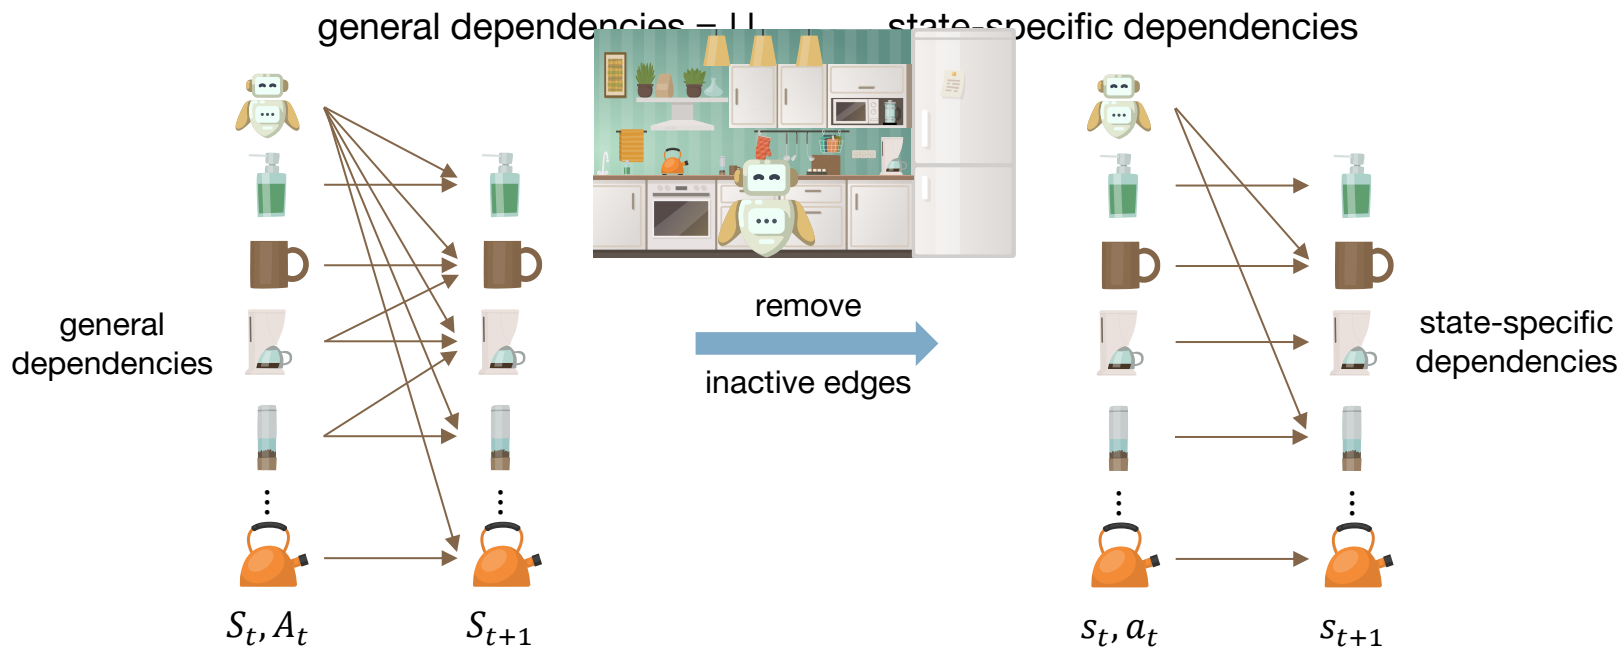 general dependencies = state-specific dependencies
general
dependencies
remove
inactive edges
state-specific
dependencies
⋮ ⋮ ⋮ ⋮
S_t, A_t S_{t+1} s_t, a_t s_{t+1}